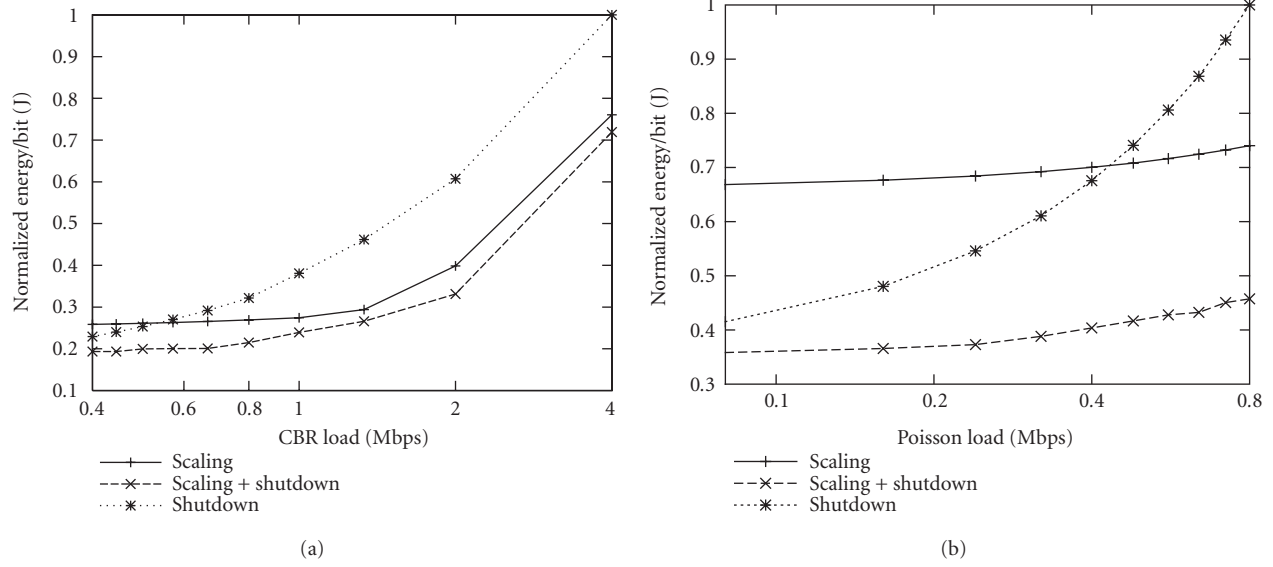 1
0.9
0.8
0.7
0.6
0.5
0.4
0.3
0.2
0.1
Normalized energy/bit (J)
0.4 0.6 0.8 1 2 4
CBR load (Mbps)
Scaling
Scaling + shutdown
Shutdown
(a)
1
0.9
0.8
0.7
0.6
0.5
0.4
0.3
Normalized energy/bit (J)
0.1 0.2 0.4 0.8
Poisson load (Mbps)
Scaling
Scaling + shutdown
Shutdown
(b)